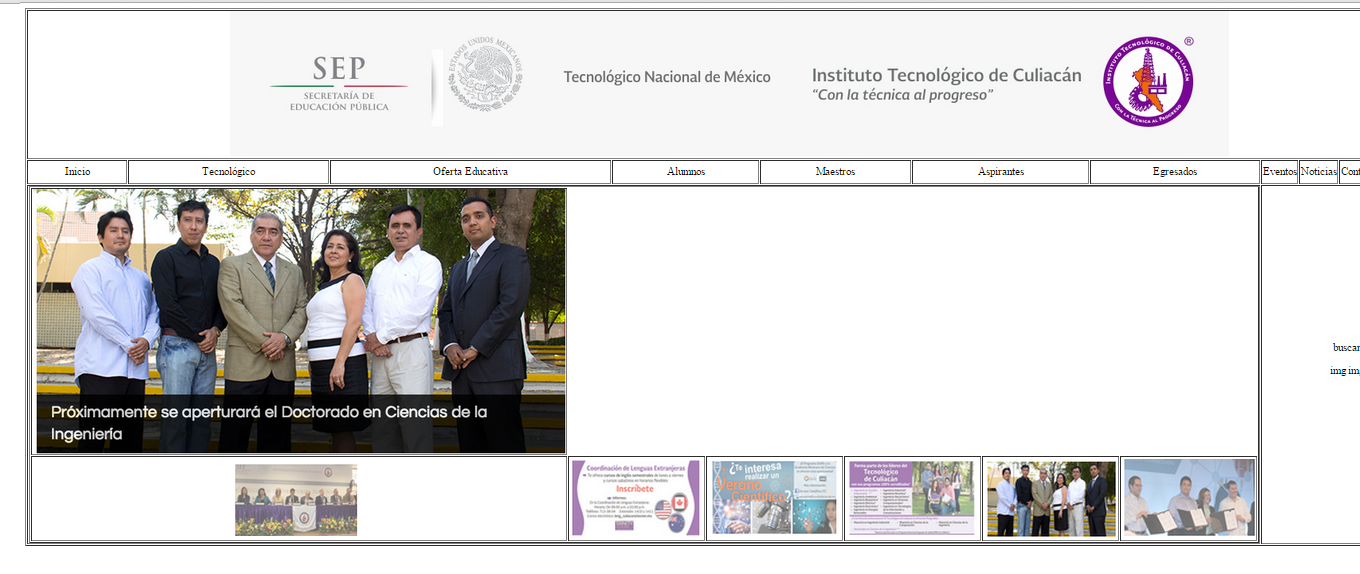 SEP
SECRETARÍA DE
EDUCACIÓN PÚBLICA
ESTADOS UNIDOS MEXICANOS
Tecnológico Nacional de México
Instituto Tecnológico de Culiacán
“Con la técnica al progreso”
INSTITUTO TECNOLÓGICO DE CULIACÁN
CON LA TÉCNICA AL PROGRESO
®
Inicio Tecnológico Oferta Educativa Alumnos Maestros Aspirantes Egresados Eventos Noticias Cont
Próximamente se aperturará el Doctorado en Ciencias de la
Ingeniería
buscar
img img
Coordinación de Lenguas Extranjeras
Inscríbete
¿Te interesa
realizar un
Verano
Científico?
Forma parte de los líderes del
Tecnológico
de Culiacán